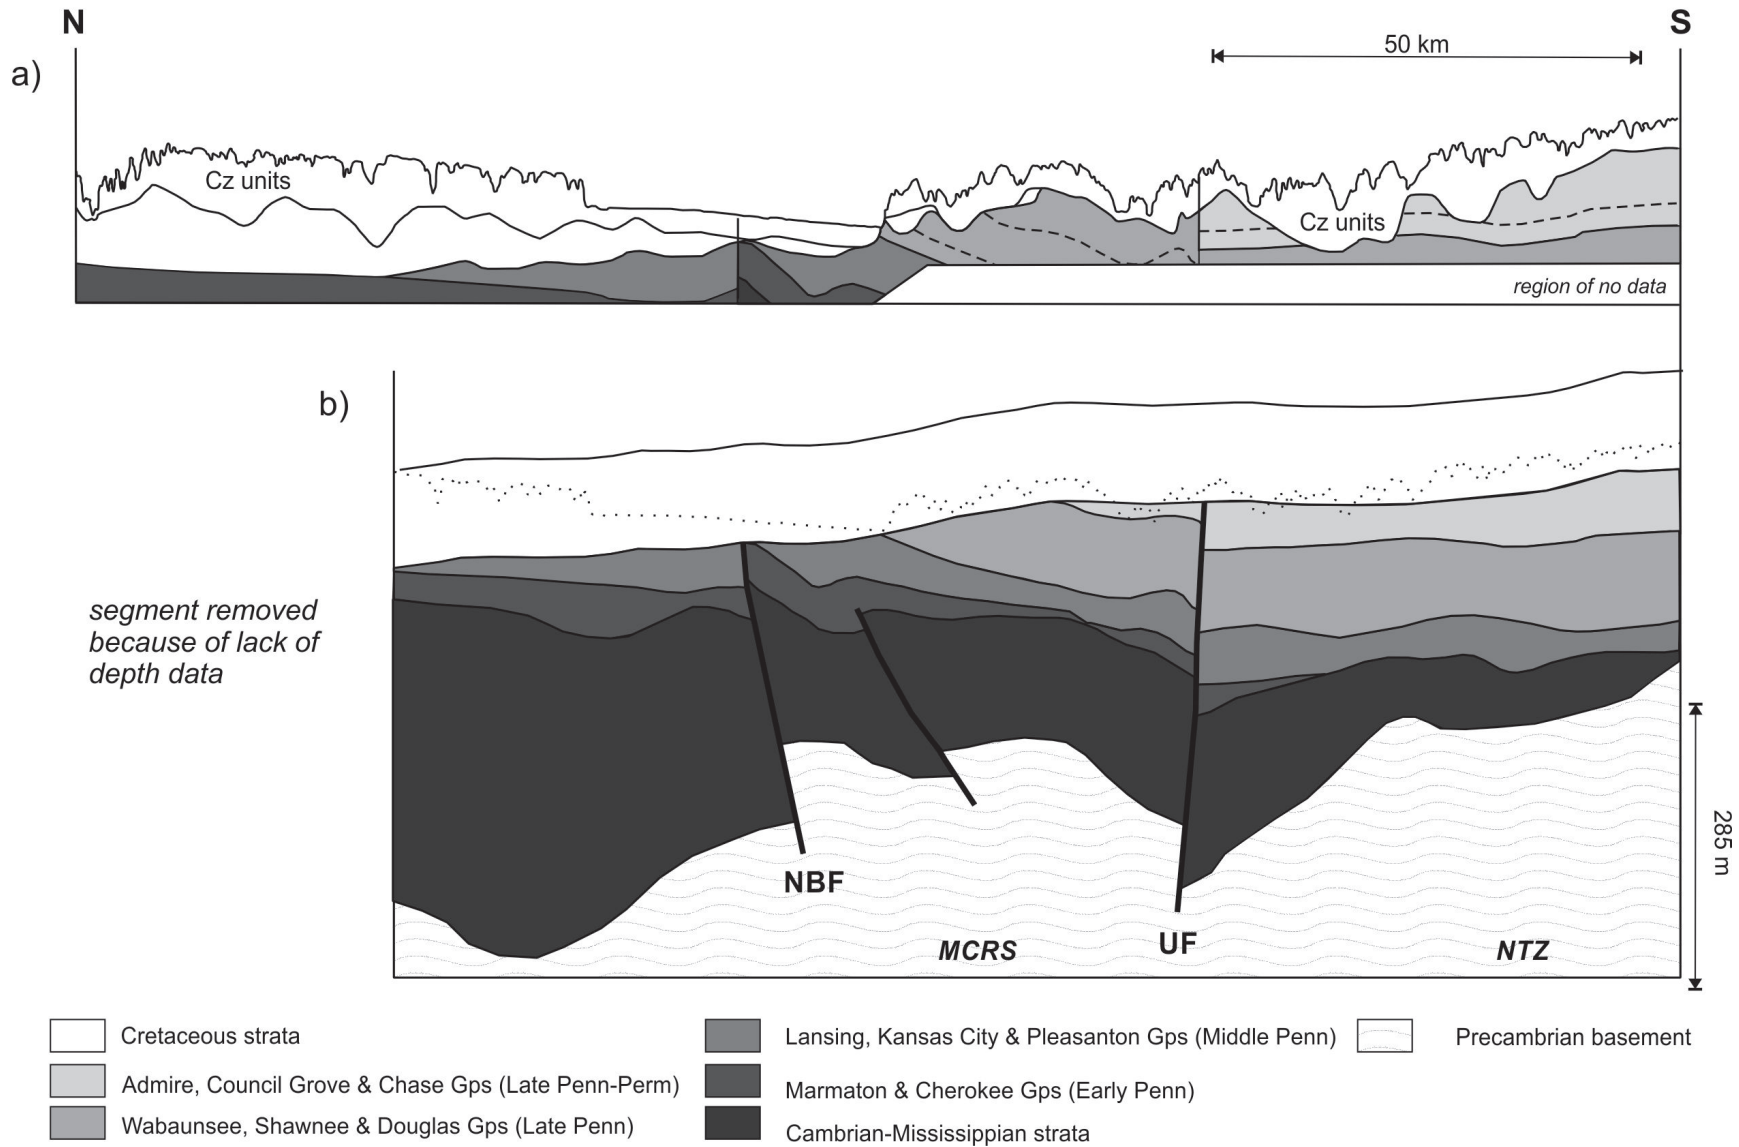 N
S
a)
50 km
Cz units
Cz units
region of no data
b)
segment removed
because of lack of
depth data
285 m
NBF
MCRS
UF
NTZ
Cretaceous strata
Admire, Council Grove & Chase Gps (Late Penn-Perm)
Wabaunsee, Shawnee & Douglas Gps (Late Penn)
Lansing, Kansas City & Pleasanton Gps (Middle Penn)
Marmaton & Cherokee Gps (Early Penn)
Cambrian-Mississippian strata
Precambrian basement